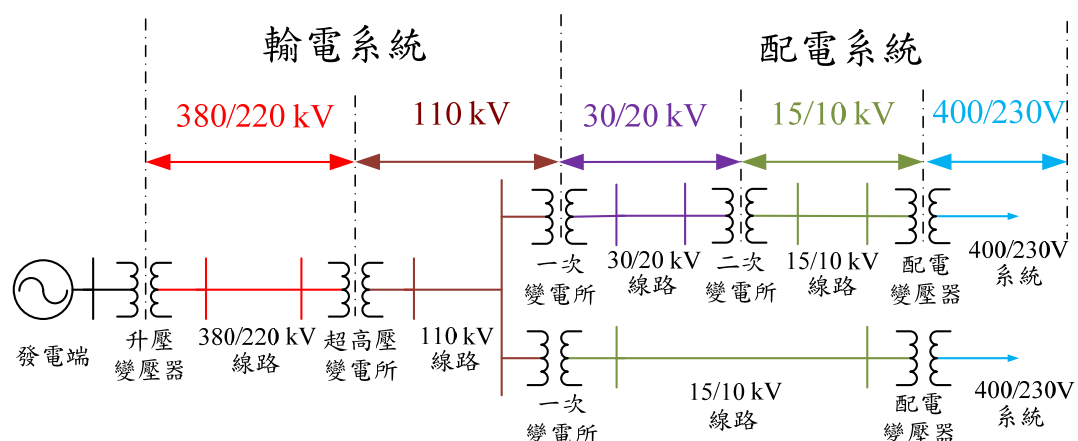 輸電系統
配電系統
380/220 kV
110 kV
30/20 kV
15/10 kV
400/230V
發電端
升壓
變壓器
380/220 kV
線路
超高壓
變電所
110 kV
線路
一次
變電所
30/20 kV
線路
二次
變電所
15/10 kV
線路
配電
變壓器
400/230V
系統
一次
變電所
15/10 kV
線路
配電
變壓器
400/230V
系統